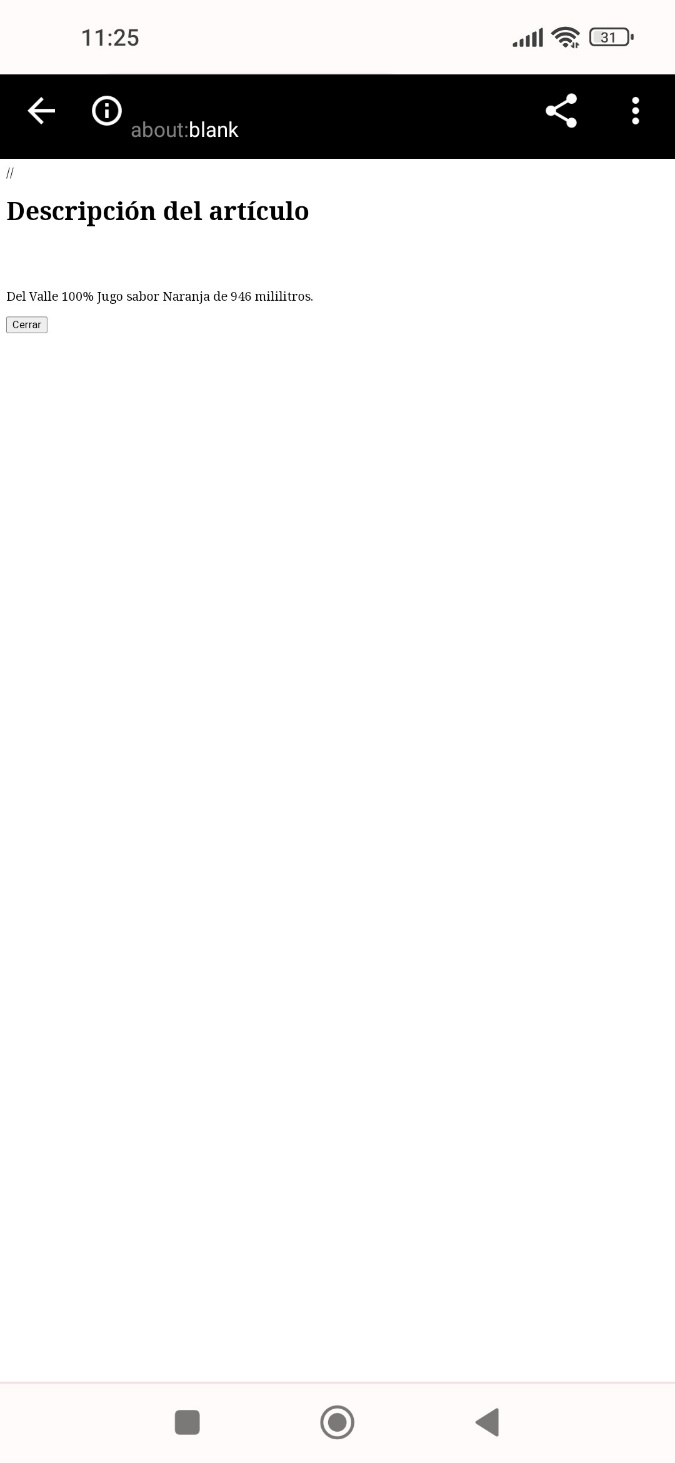 11:25
31
about:blank
//
Descripción del artículo
Del Valle 100% Jugo sabor Naranja de 946 mililitros.
Cerrar